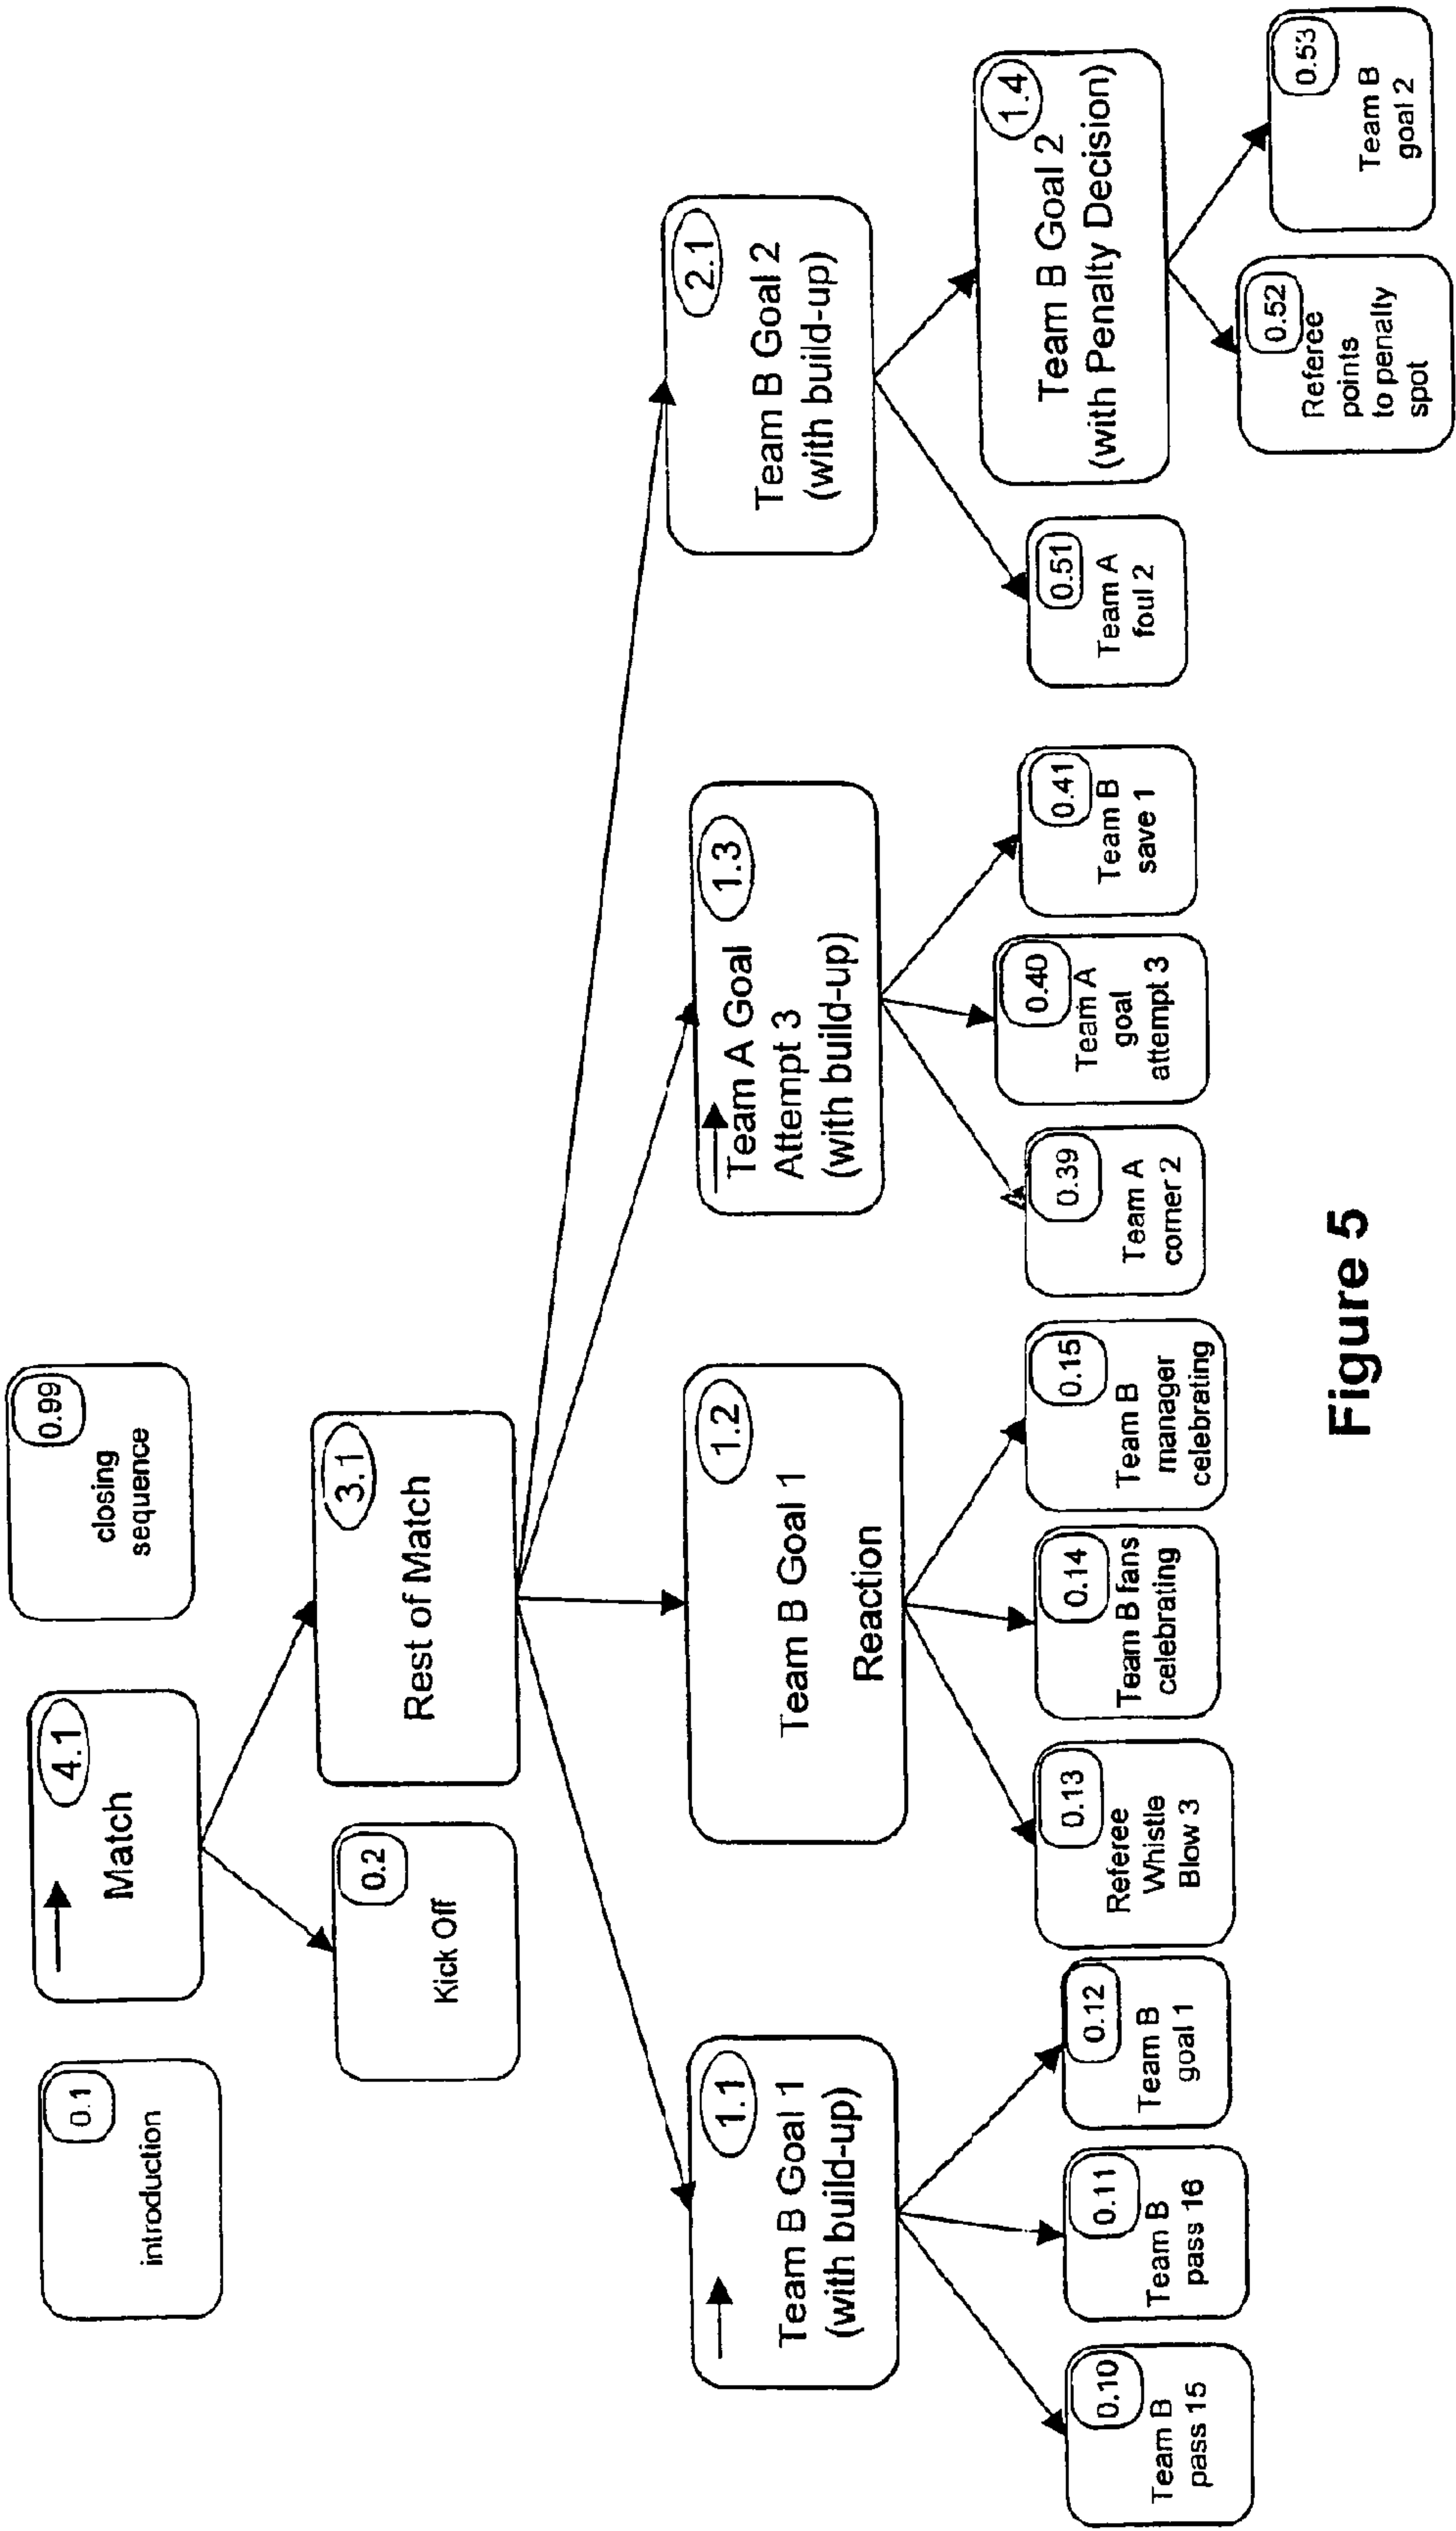 0.1
introduction
4.1
Match
0.99
closing
sequence
0.2
Kick Off
3.1
Rest of Match
1.1
Team B Goal 1
(with build-up)
1.2
Team B Goal 1
Reaction
1.3
Team A Goal
Attempt 3
(with build-up)
2.1
Team B Goal 2
(with build-up)
0.10
Team B
pass 15
0.11
Team B
pass 16
0.12
Team B
goal 1
0.13
Referee
Whistle
Blow 3
0.14
Team B fans
celebrating
0.15
Team B
manager
celebrating
0.39
Team A
corner 2
0.40
Team A
goal
attempt 3
0.41
Team B
save 1
0.51
Team A
foul 2
1.4
Team B Goal 2
(with Penalty Decision)
0.52
Referee
points
to penalty
spot
0.53
Team B
goal 2
Figure 5